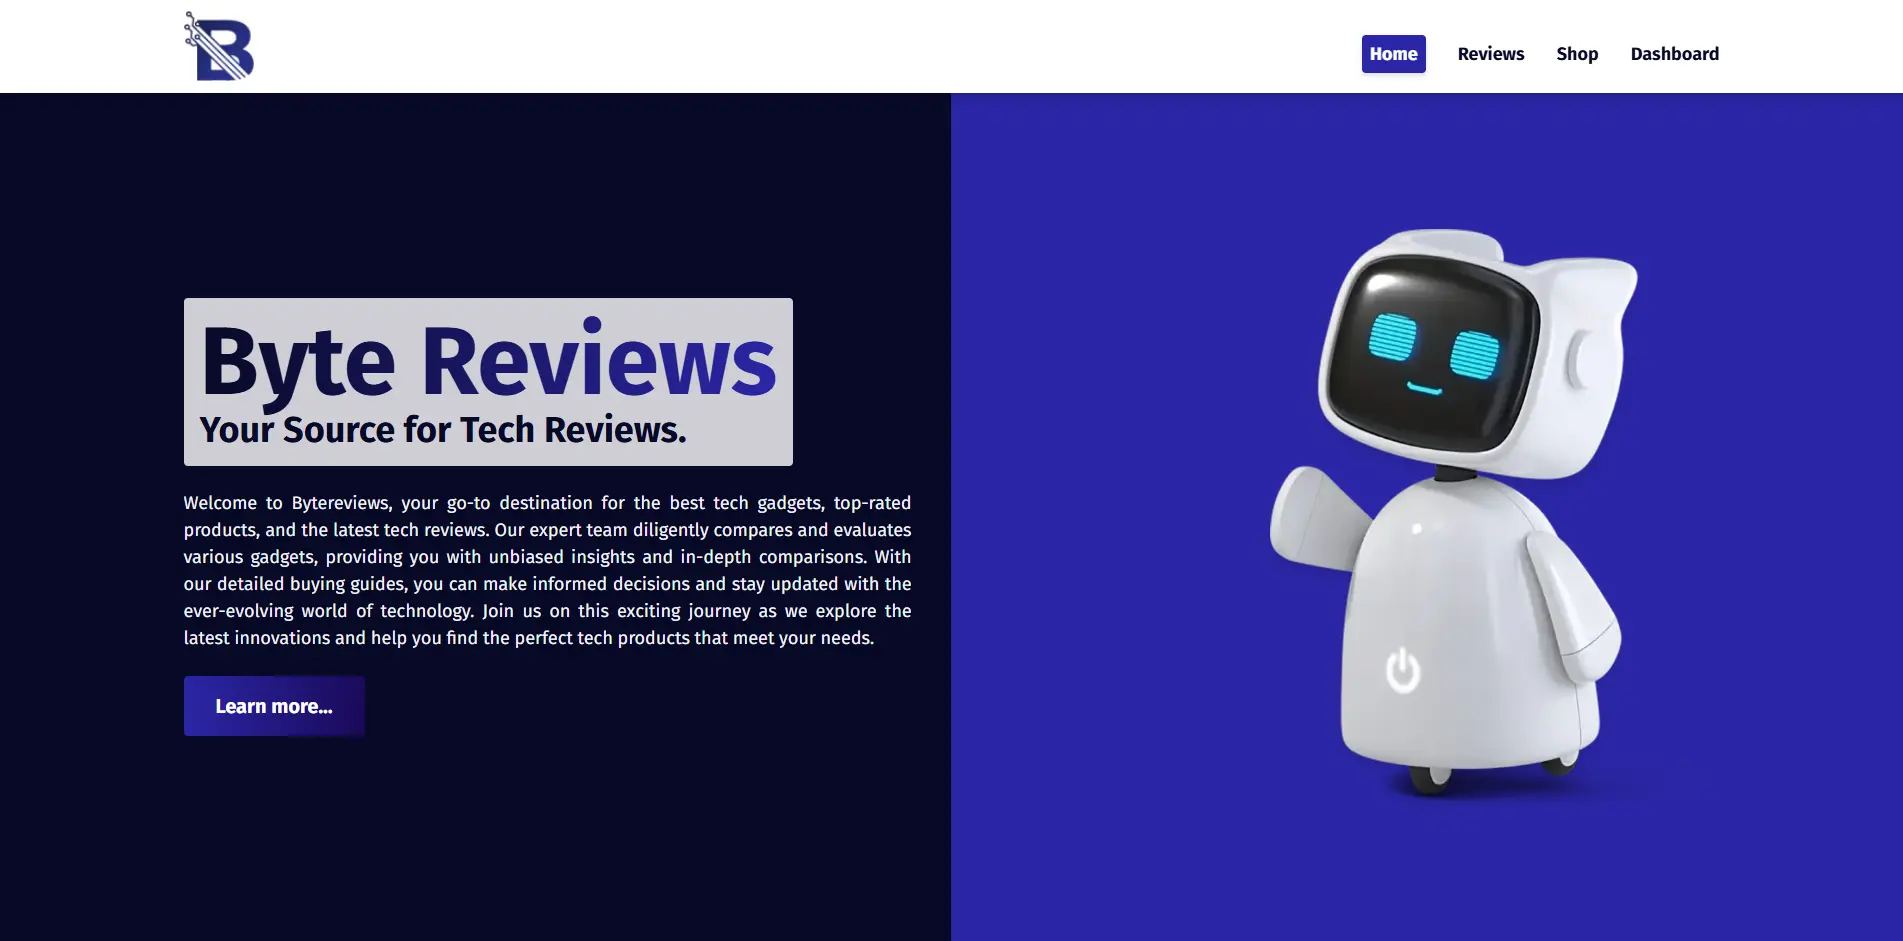 B
Home Reviews Shop Dashboard
Byte Reviews
Your Source for Tech Reviews.
Welcome to Bytereviews, your go-to destination for the best tech gadgets, top-rated
products, and the latest tech reviews. Our expert team diligently compares and evaluates
various gadgets, providing you with unbiased insights and in-depth comparisons. With
our detailed buying guides, you can make informed decisions and stay updated with the
ever-evolving world of technology. Join us on this exciting journey as we explore the
latest innovations and help you find the perfect tech products that meet your needs.
Learn more...